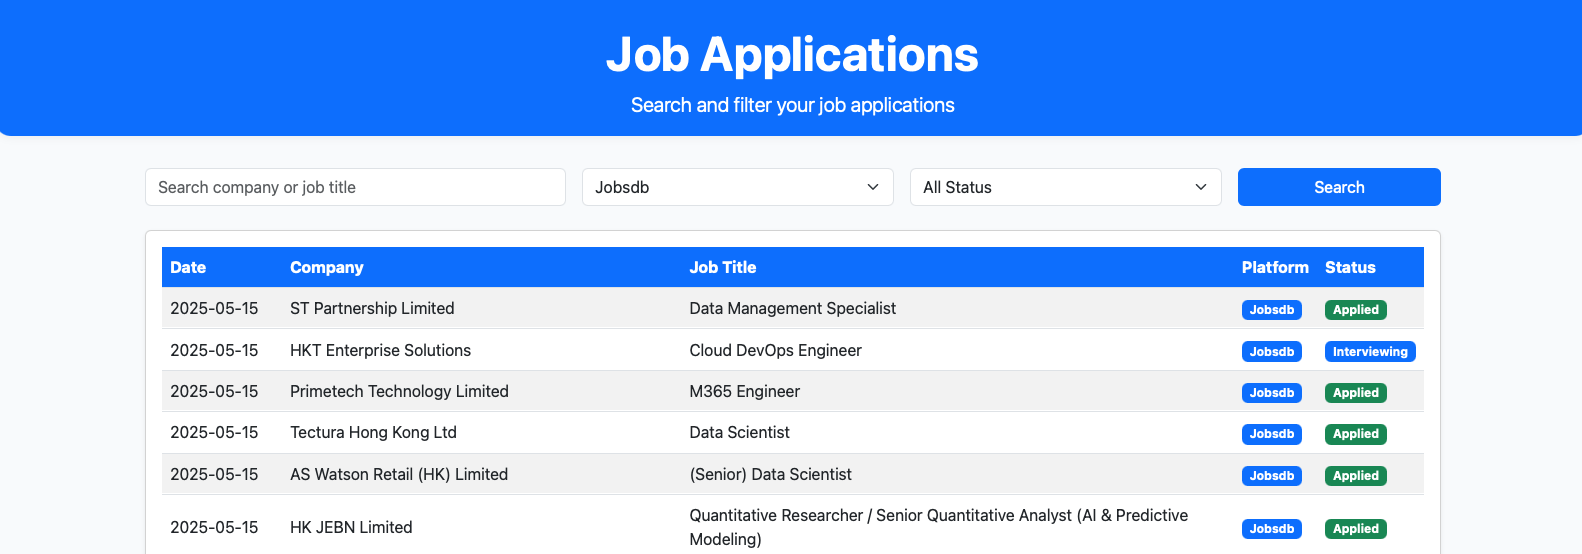 Job Applications
Search and filter your job applications
Search company or job title Jobsdb All Status Search
Date Company Job Title Platform Status
2025-05-15 ST Partnership Limited Data Management Specialist Jobsdb Applied
2025-05-15 HKT Enterprise Solutions Cloud DevOps Engineer Jobsdb Interviewing
2025-05-15 Primetech Technology Limited M365 Engineer Jobsdb Applied
2025-05-15 Tectura Hong Kong Ltd Data Scientist Jobsdb Applied
2025-05-15 AS Watson Retail (HK) Limited (Senior) Data Scientist Jobsdb Applied
2025-05-15 HK JEBN Limited Quantitative Researcher / Senior Quantitative Analyst (AI & Predictive Jobsdb Applied
Modeling)